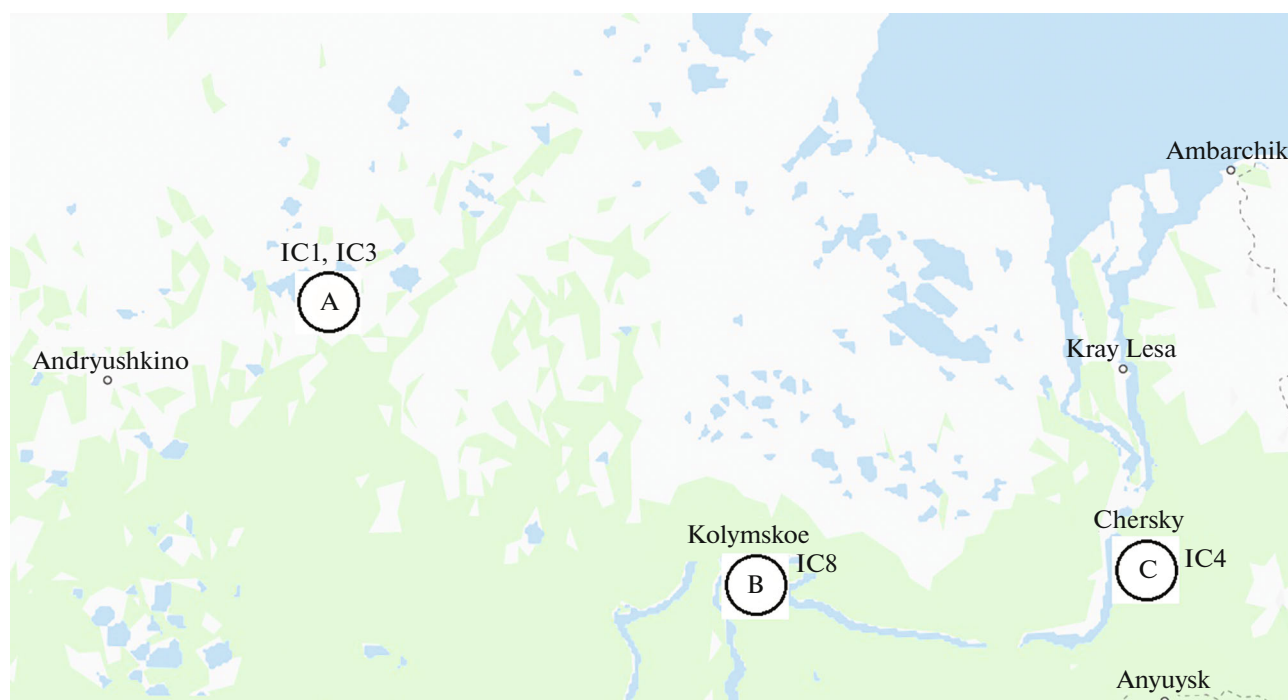 Ambarchik
IC1, IC3
A
Kray Lesa
Andryushkino
Chersky
Kolymskoe
IC8
IC4
B
C
Anyuysk